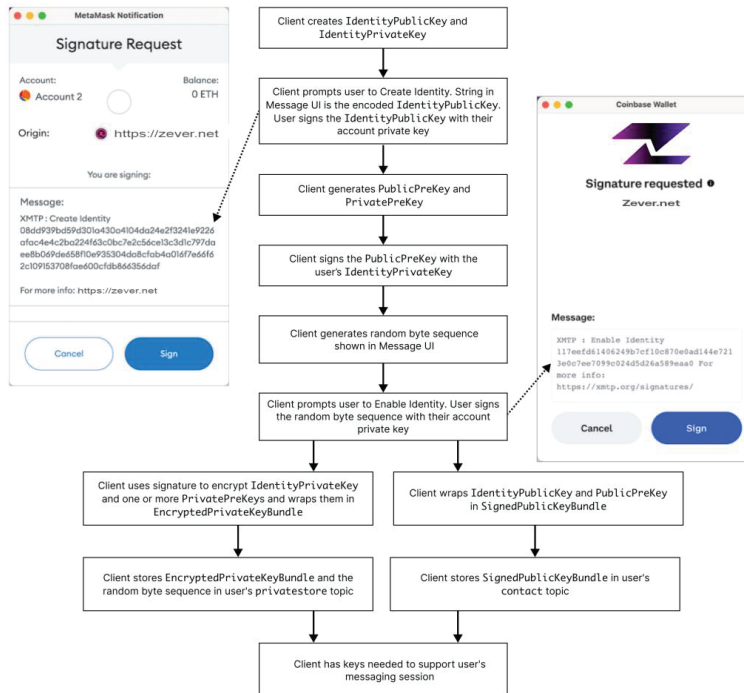 MetaMask Notification
Signature Request
Account:
Balance:
Account 2
0 ETH
Origin:
https://zever.net
You are signing:
Message:
XMTP : Create Identity
08dd939bd59d301a430a4104da24e2f3241e9226
afac4e4c2ba224f63c0bc7e2c56ce13c3d1c797da
ee8b069de658f10e935304da8cfab4a016f7e66f6
2c109153708fae600cfdb866356daf
For more info: https://zever.net
Cancel
Sign
Client creates IdentityPublicKey and
IdentityPrivateKey
Client prompts user to Create Identity. String in
Message UI is the encoded IdentityPublicKey.
User signs the IdentityPublicKey with their
account private key
Client generates PublicPreKey and
PrivatePreKey
Client signs the PublicPreKey with the
user's IdentityPrivateKey
Client generates random byte sequence
shown in Message UI
Client prompts user to Enable Identity. User signs
the random byte sequence with their account
private key
Coinbase Wallet
Signature requested
Zever.net
Message:
XMTP : Enable Identity
117eefd61406249b7cf10c870e0ad144e721
3e0c7ee7099c024d5d26a589eaa0 For
more info:
https://xmtp.org/signatures/
Cancel
Sign
Client uses signature to encrypt IdentityPrivateKey
and one or more PrivatePreKeys and wraps them in
EncryptedPrivateKeyBundle
Client wraps IdentityPublicKey and PublicPreKey
in SignedPublicKeyBundle
Client stores EncryptedPrivateKeyBundle and the
random byte sequence in user's privatestore topic
Client stores SignedPublicKeyBundle in user's
contact topic
Client has keys needed to support user's
messaging session